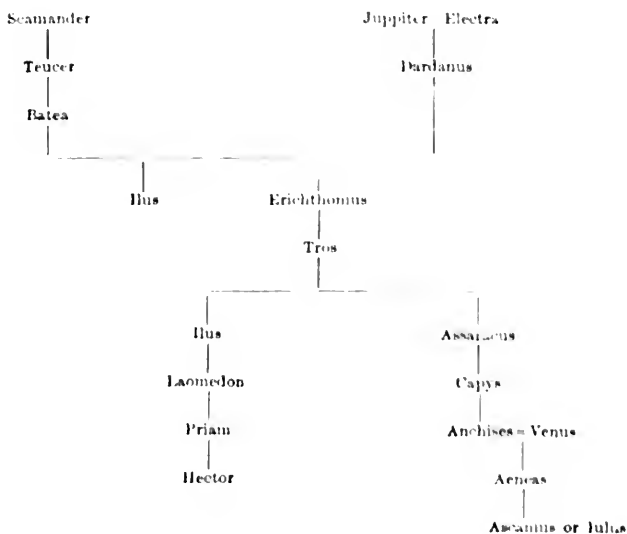 Scamander Juppiter Electra
Teucer Dardanus
Batea
Ilus Erichthonius
Tros
Ilus Assaracus
Laomedon Capys
Priam Anchises = Venus
Hector Aeneas
Ascanius or Iulus